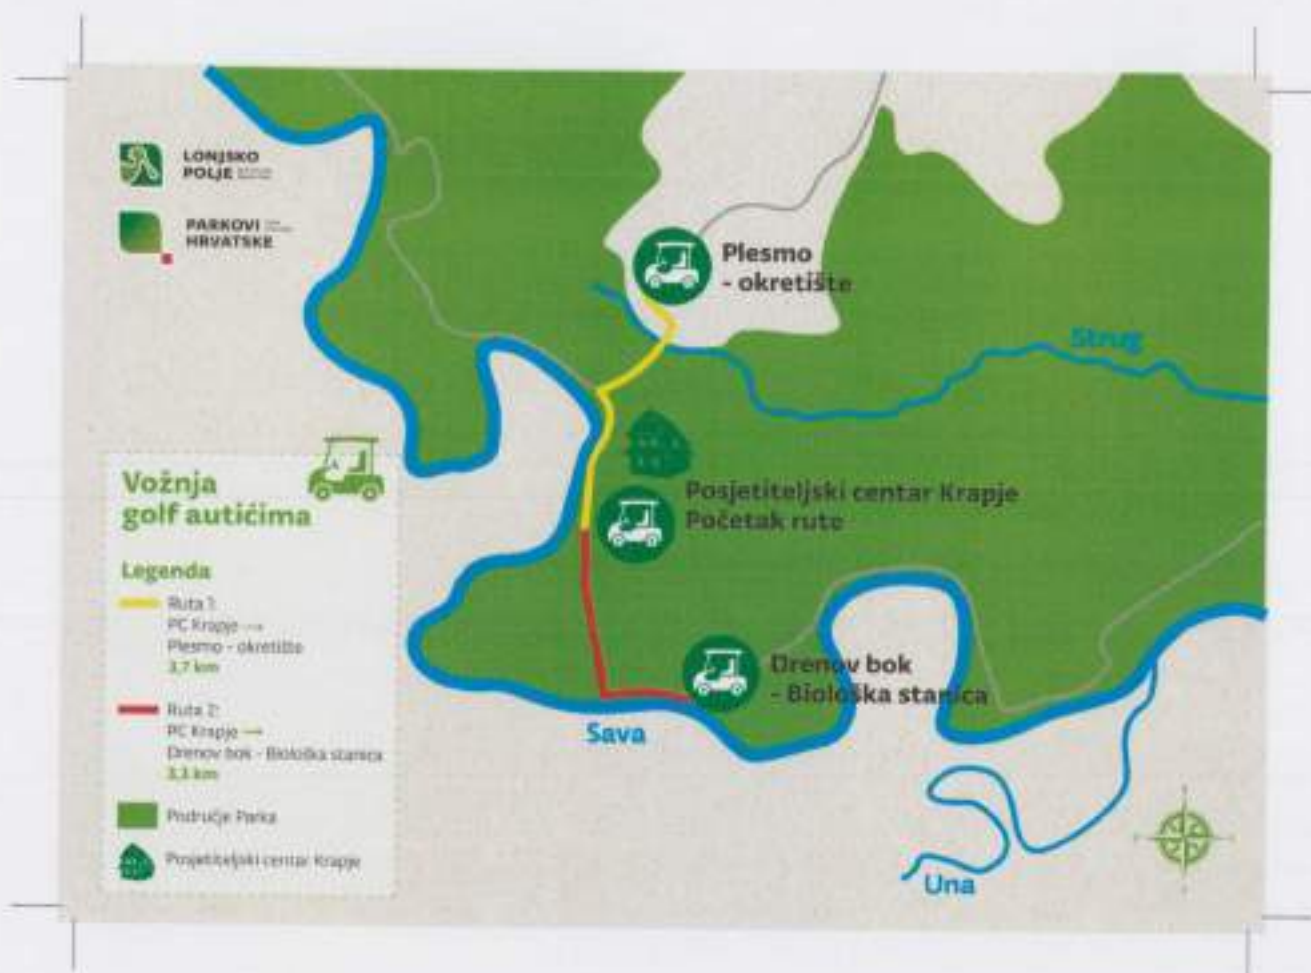 LONJSKO
POLJE
PARKOVI
HRVATSKE
Plesmo
- okretište
Strug
Posjetiteljski centar Krapje
Početak rute
Drenov bok
- Biološka stanica
Sava
Una
Vožnja
golf autićima
Legenda
Ruta 1:
PC Krapje →
Plesmo - okretište
3,7 km
Ruta 2:
PC Krapje →
Drenov bok - Biološka stanica
3,3 km
Područje Parka
Posjetiteljski centar Krapje